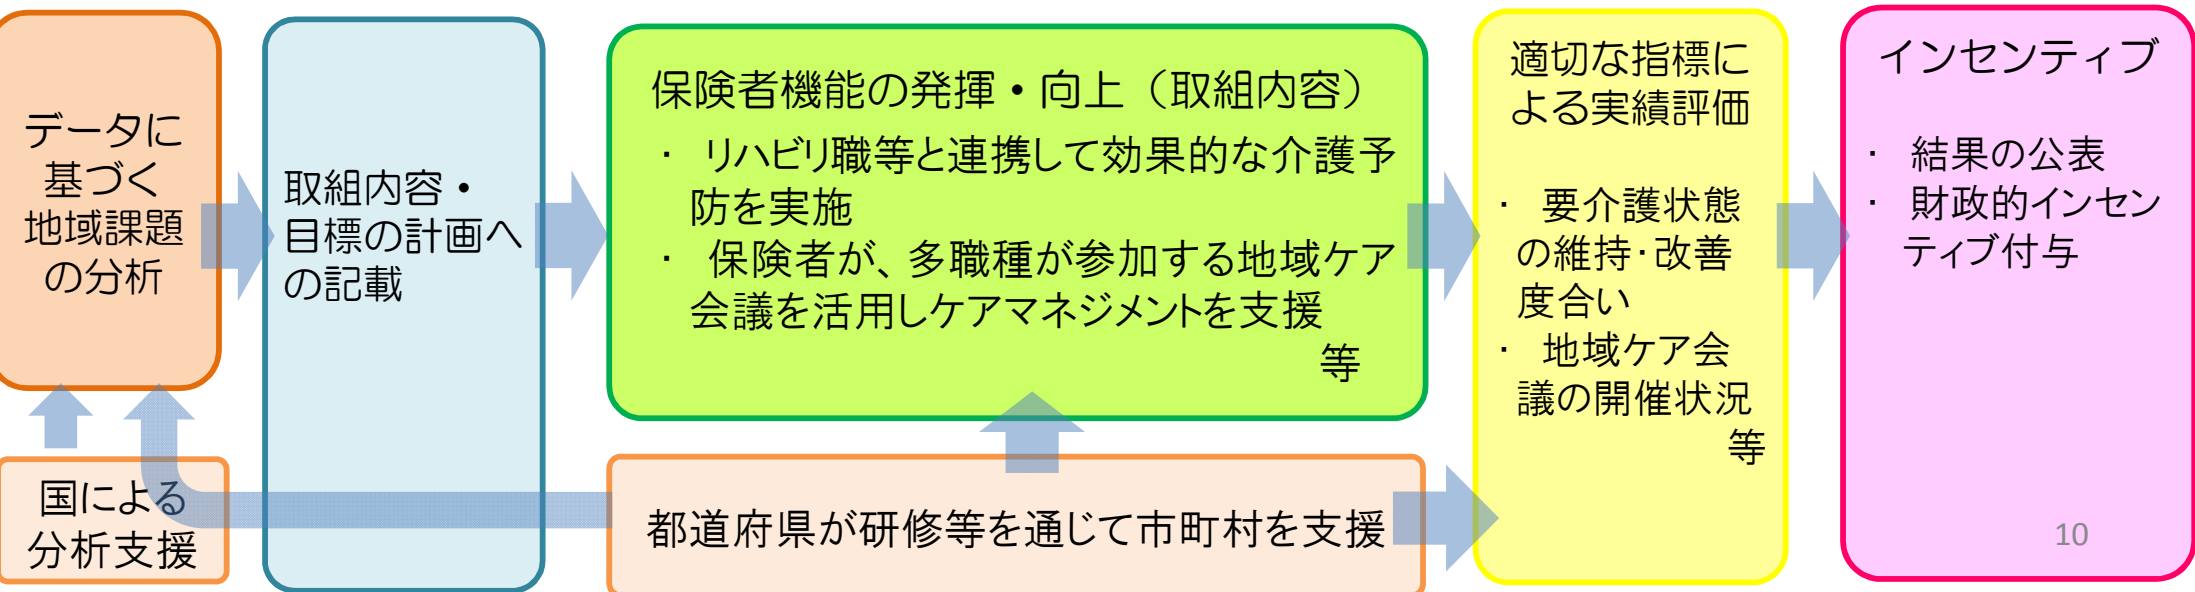 データに
基づく
地域課題
の分析
取組内容・
目標の計画へ
の記載
保険者機能の発揮・向上（取組内容）
・ リハビリ職等と連携して効果的な介護予
防を実施
・ 保険者が、多職種が参加する地域ケア
会議を活用しケアマネジメントを支援
等
適切な指標に
よる実績評価
・ 要介護状態
の維持・改善
度合い
・ 地域ケア会
議の開催状況
等
インセンティブ
・ 結果の公表
・ 財政的インセン
ティブ付与
国による
分析支援
都道府県が研修等を通じて市町村を支援
10